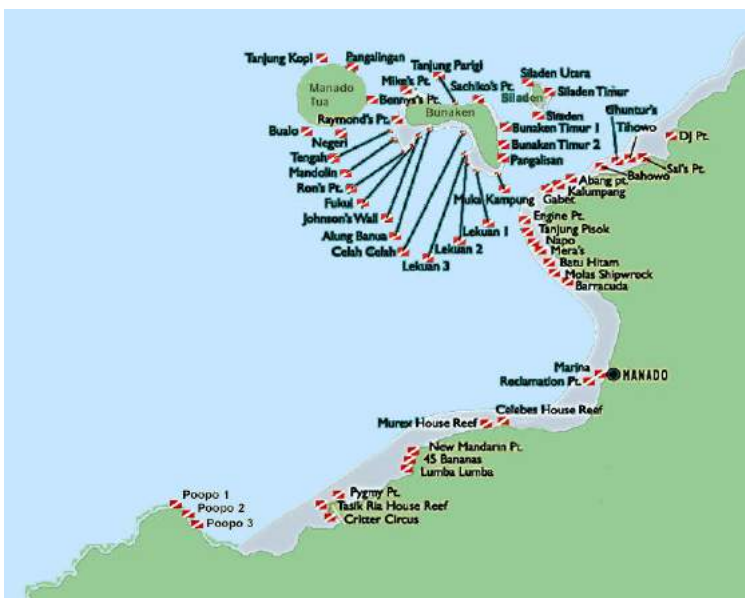 Tanjung Kopi
Pangalingan
Manado
Tua
Mike's Pt.
Tanjung Parigi
Sachiko's Pt.
Bennys's Pt.
Bunaken
Raymond's Pt.
Siladen Utara
Siladen Timur
Siladen
Siladen
Bualo
Negeri
Tengah
Mandolin
Ron's Pt.
Fukui
Johnson's Wall
Alung Banua
Celah Celah
Lekuan 3
Lekuan 2
Lekuan 1
Muka Kampung
Bunaken Timur 1
Bunaken Timur 2
Pangalisan
Ghuntur's
Tihowo
DJ Pt.
Sal's Pt.
Bahowo
Abang pt.
Kalumpang
Gabet
Engine Pt.
Tanjung Pisok
Napo
Mera's
Batu Hitam
Molas Shipwreck
Barracuda
Marina
Reclamation Pt.
MANADO
Celebes House Reef
Murex House Reef
New Mandarin Pt.
45 Bananas
Lumba Lumba
Pygmy Pt.
Tasik Ria House Reef
Critter Circus
Poopo 1
Poopo 2
Poopo 3